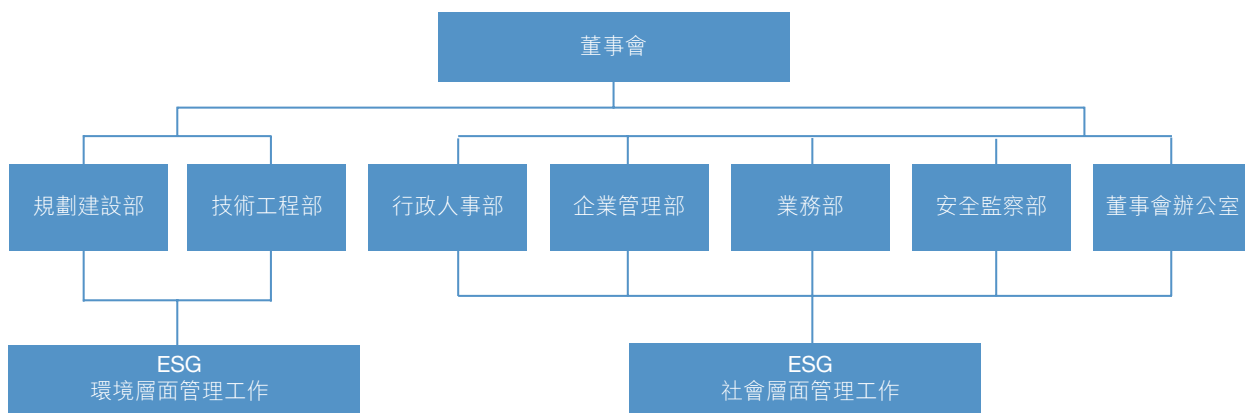 董事會
規劃建設部
技術工程部
行政人事部
企業管理部
業務部
安全監察部
董事會辦公室
ESG
環境層面管理工作
ESG
社會層面管理工作